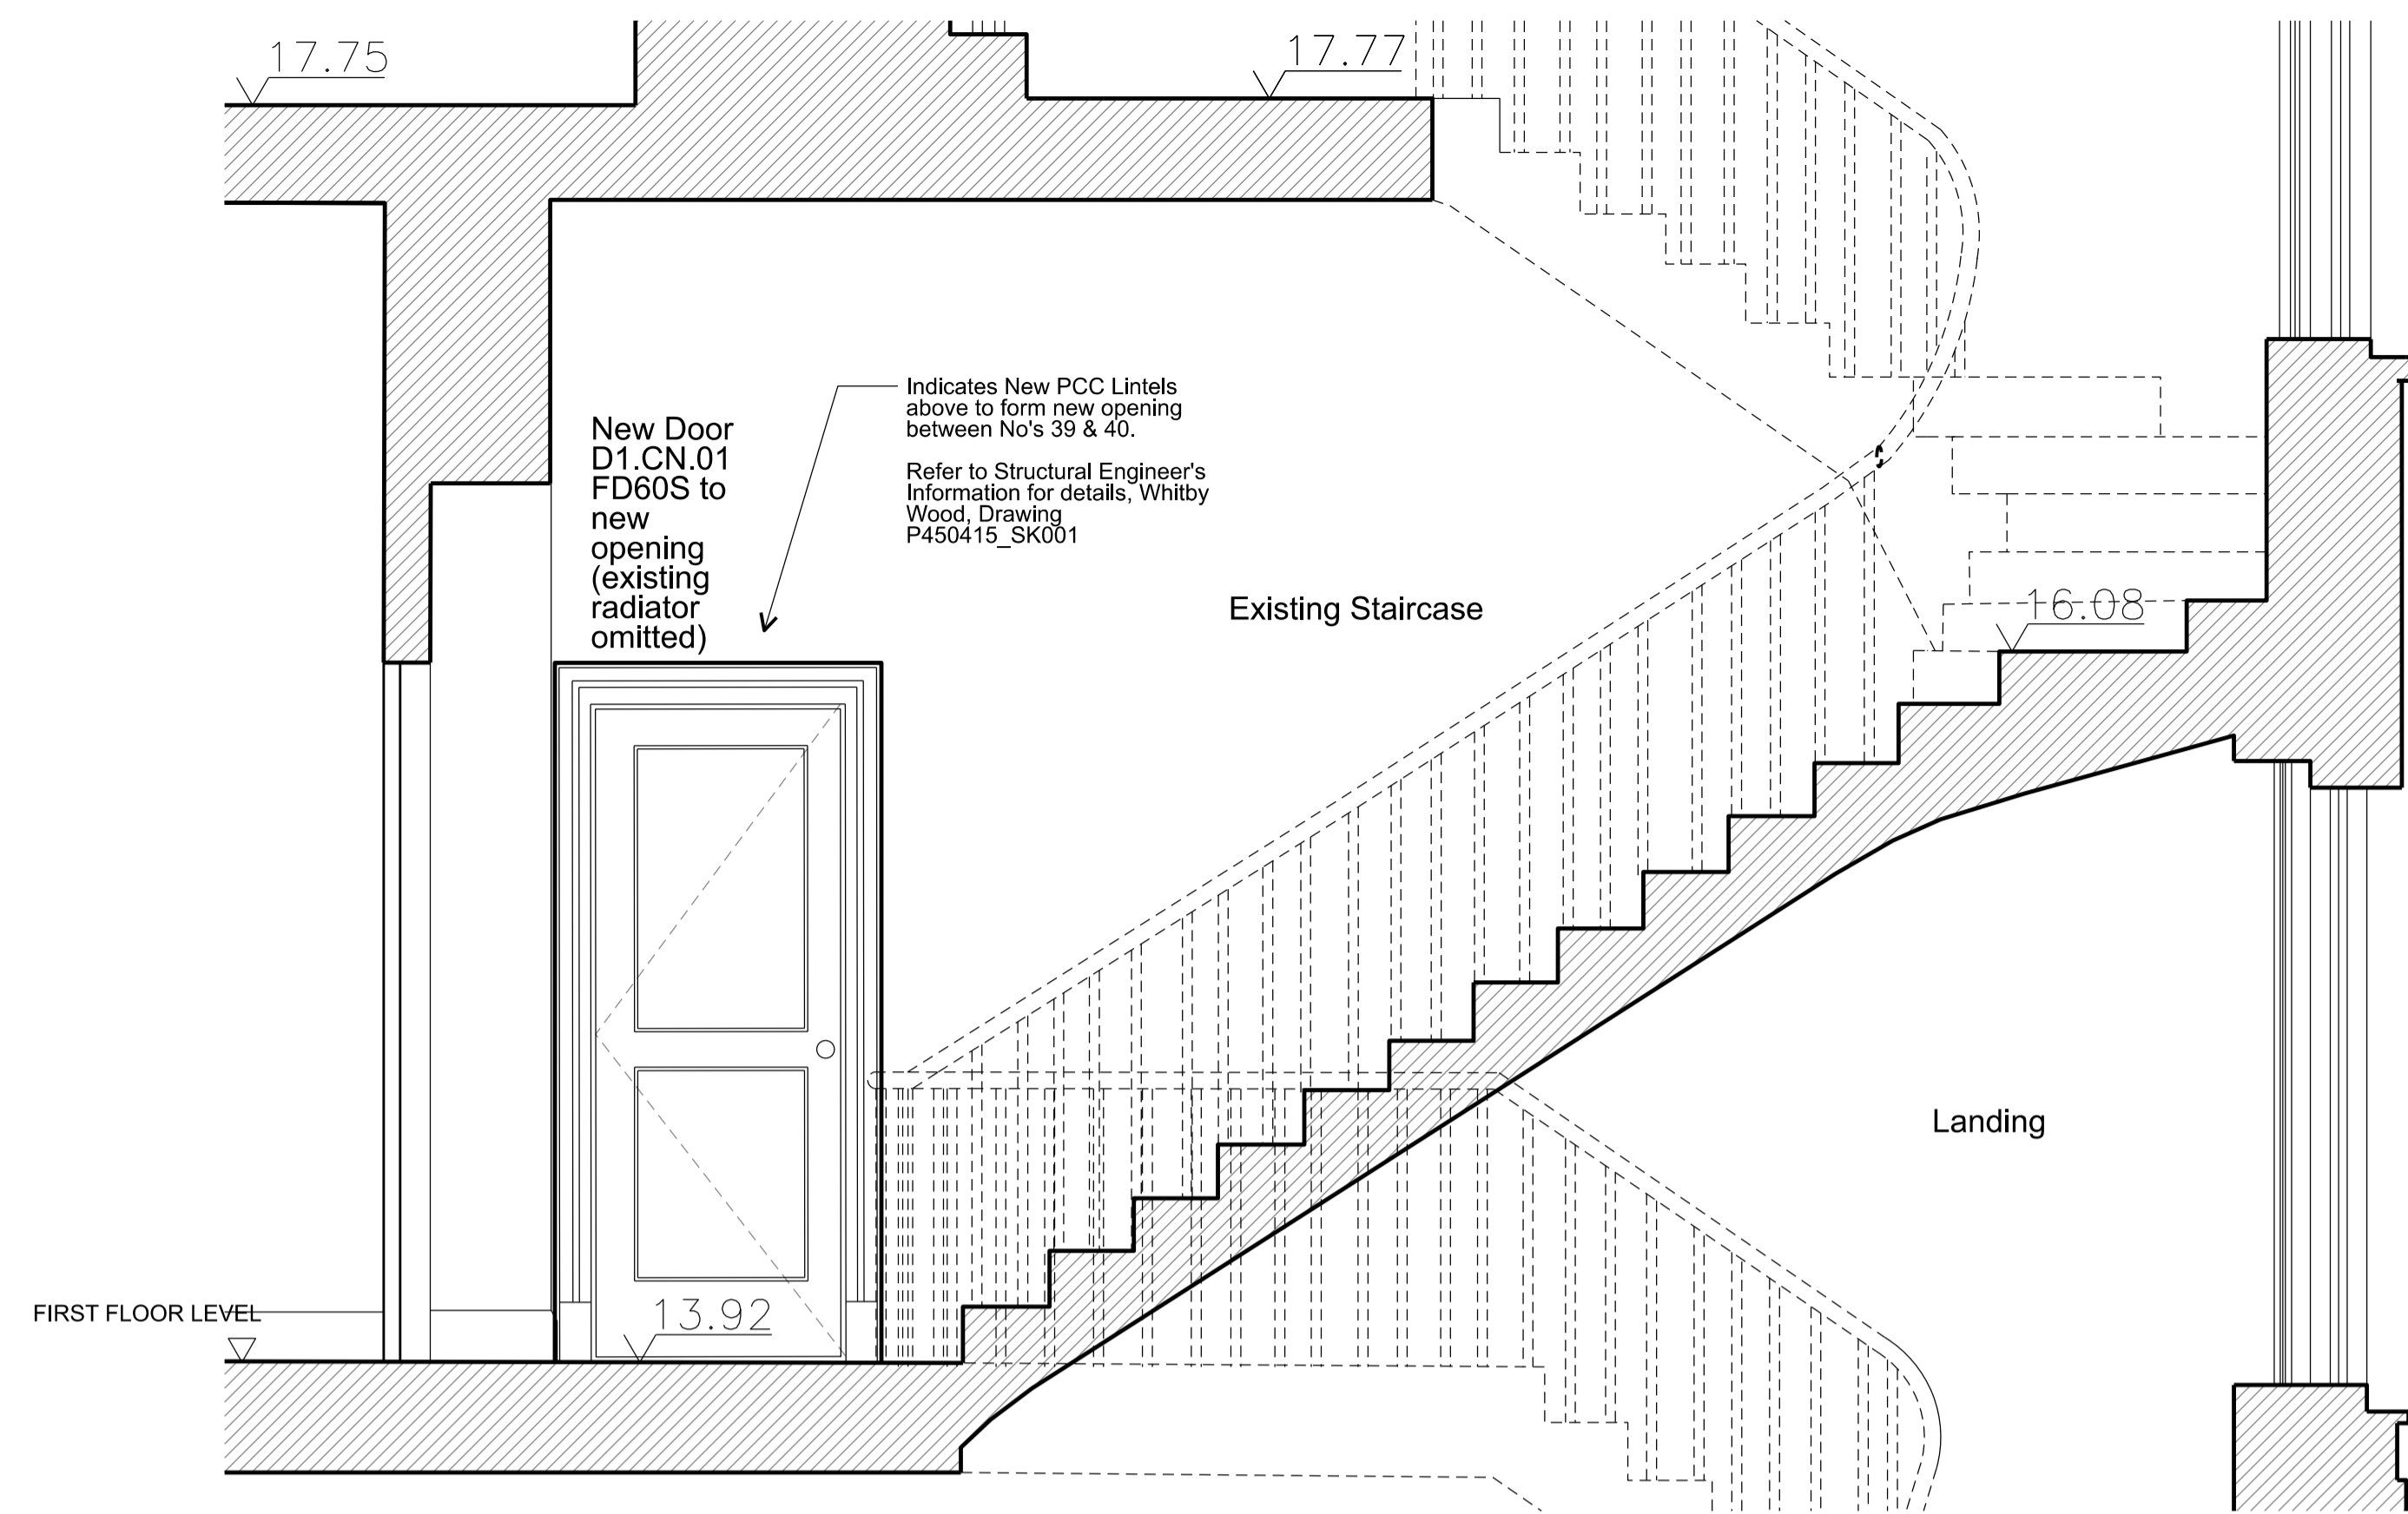 17.75
17.77
Indicates New PCC Lintels
above to form new opening
between No's 39 & 40.
Refer to Structural Engineer's
Information for details, Whitby
Wood, Drawing
P450415_SK001
New Door
D1.CN.01
FD60S to
new
opening
(existing
radiator
omitted)
Existing Staircase
16.08
Landing
FIRST FLOOR LEVEL
13.92